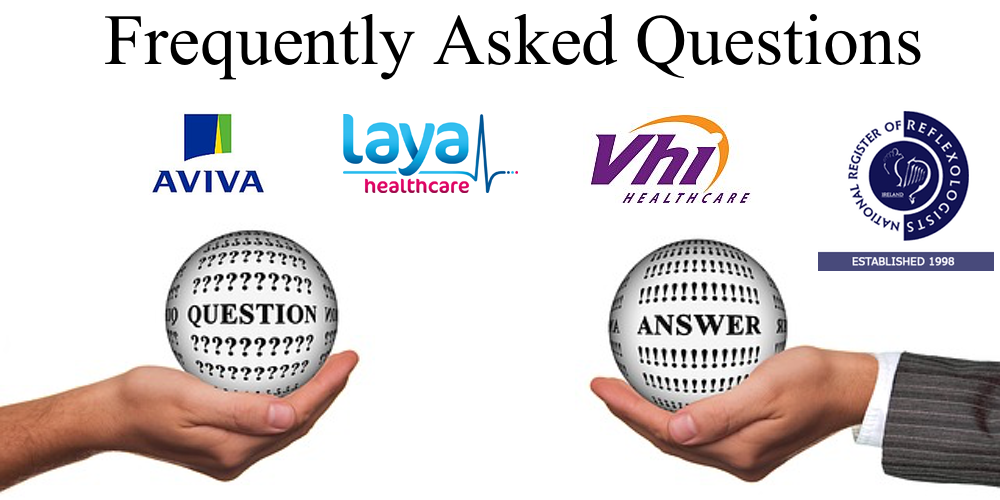 Frequently Asked Questions
AVIVA
laya
healthcare
Vhi
HEALTHCARE
NATIONAL REGISTER OF REFLEXOLOGISTS
IRELAND
ESTABLISHED 1998
??????????
??????????
QUESTION
??????????
??????????
!!!!!!!!!!
ANSWER
!!!!!!!!!!